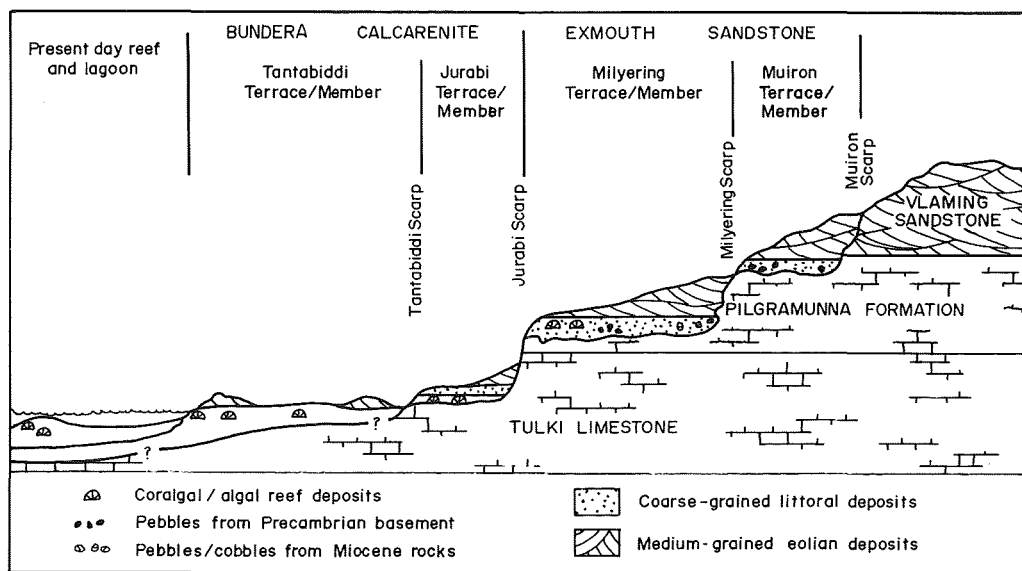 BUNDERA CALCARENITE EXMOUTH SANDSTONE
Present day reef
and lagoon
Tantabiddi
Terrace/Member
Jurabi
Terrace/
Member
Milyering
Terrace/Member
Muiron
Terrace/
Member
Tantabiddi Scarp
Jurabi Scarp
Milyering Scarp
Muiron
Scarp
VLAMING
SANDSTONE
PILGRAMUNNA FORMATION
TULKI LIMESTONE
?
?
Coralgal / algal reef deposits
Pebbles from Precambrian basement
Pebbles/cobbles from Miocene rocks
Coarse-grained littoral deposits
Medium-grained eolian deposits